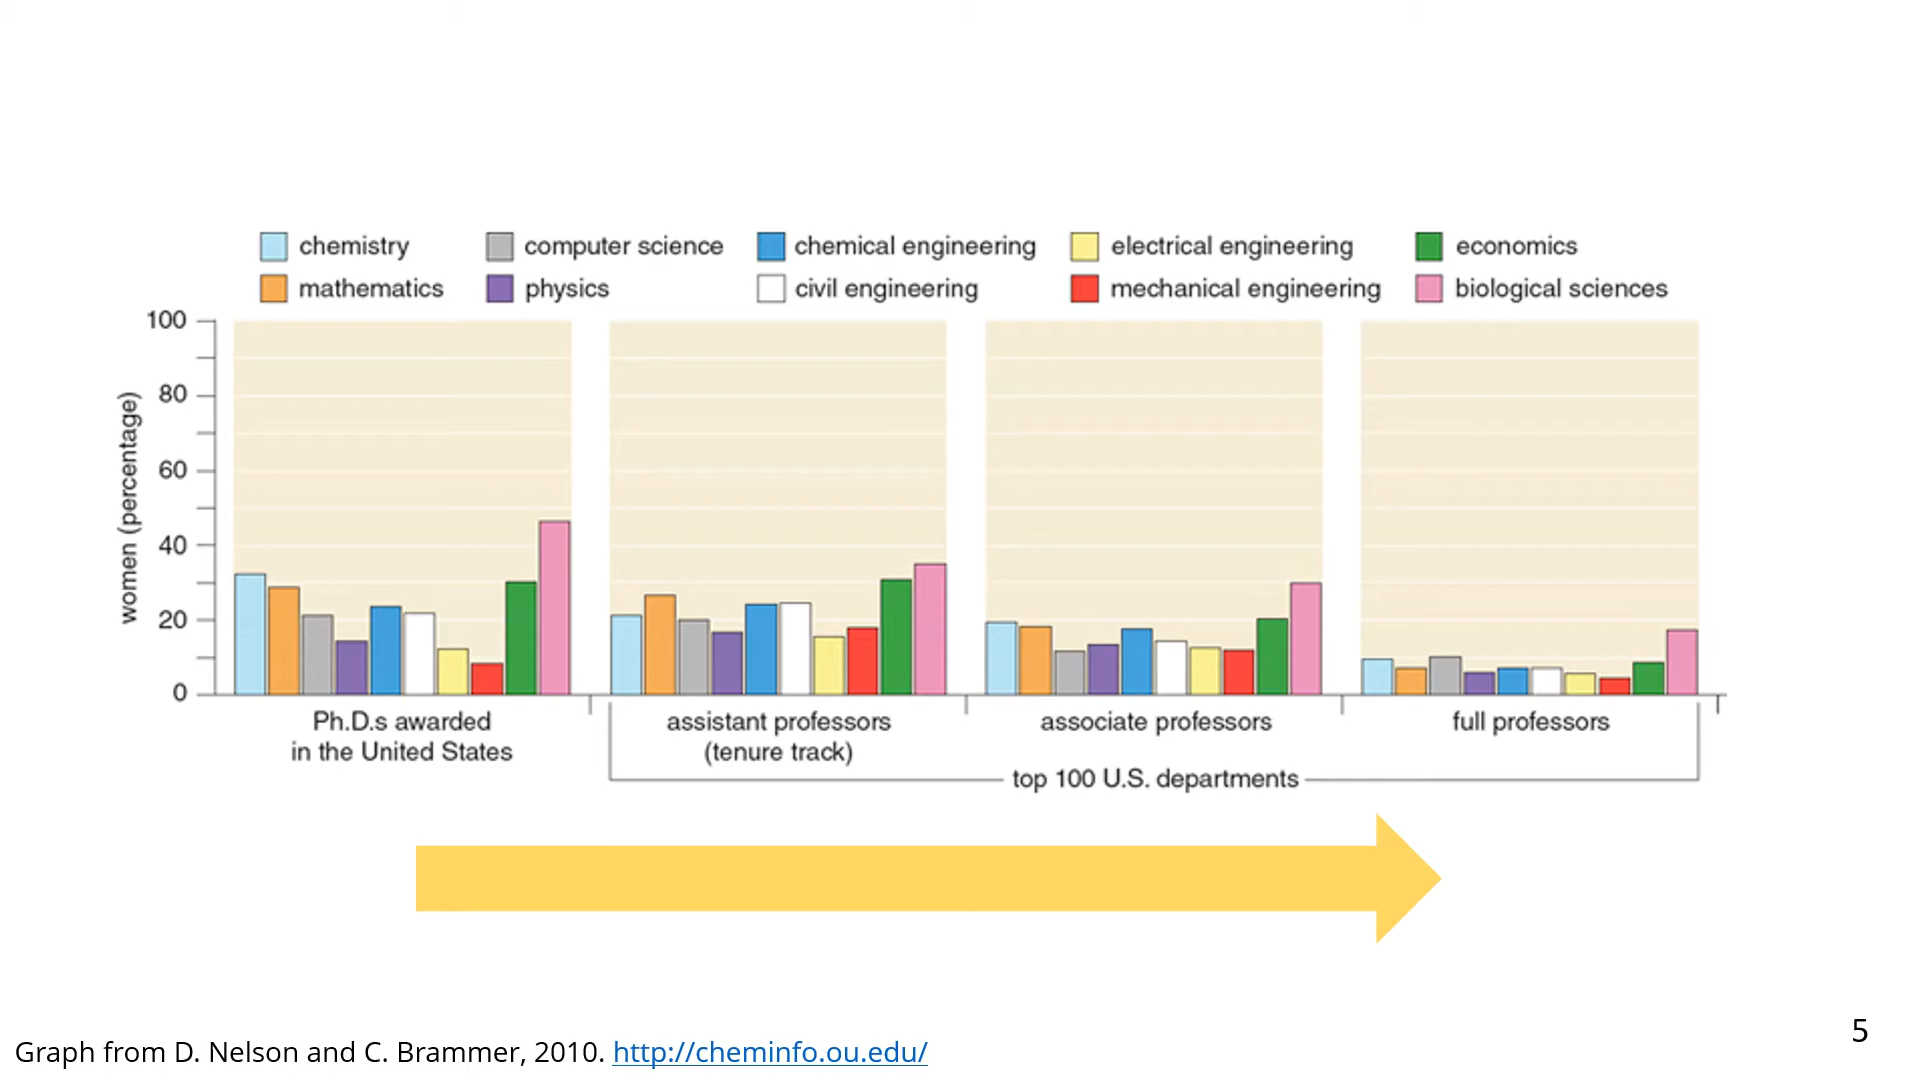 chemistry computer science chemical engineering electrical engineering economics
mathematics physics civil engineering mechanical engineering biological sciences
100
80
60
40
20
0
women (percentage)
Ph.D.s awarded
in the United States
assistant professors
(tenure track)
associate professors
full professors
top 100 U.S. departments
Graph from D. Nelson and C. Brammer, 2010. http://cheminfo.ou.edu/
5